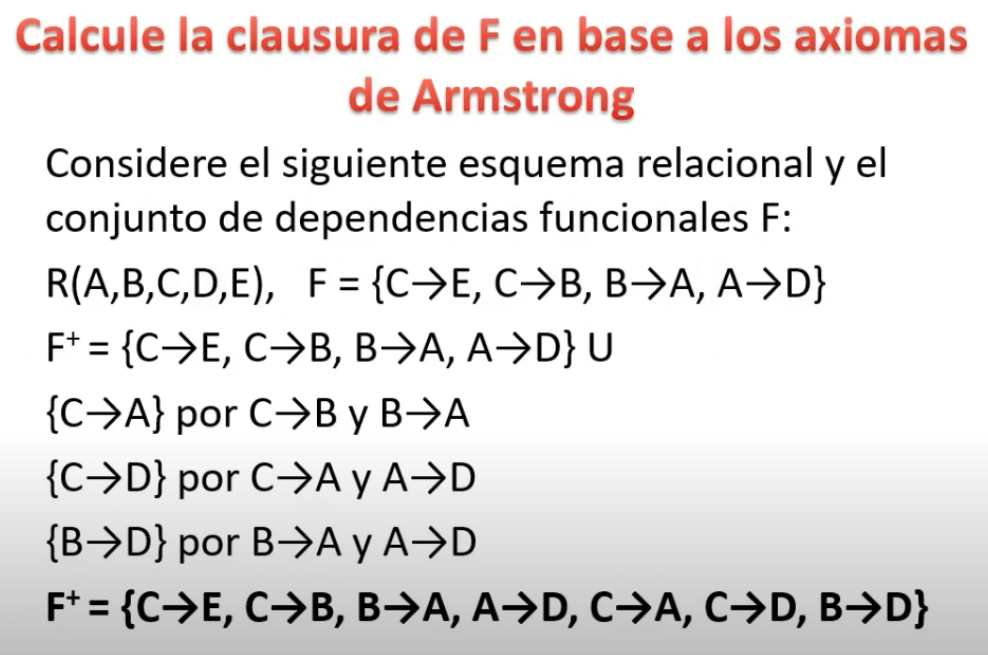 Calcule la clausura de F en base a los axiomas
de Armstrong
Considere el siguiente esquema relacional y el
conjunto de dependencias funcionales F:
R(A,B,C,D,E), F = {C→E, C→B, B→A, A→D}
F⁺ = {C→E, C→B, B→A, A→D} U
{C→A} por C→B y B→A
{C→D} por C→A y A→D
{B→D} por B→A y A→D
F⁺ = {C→E, C→B, B→A, A→D, C→A, C→D, B→D}